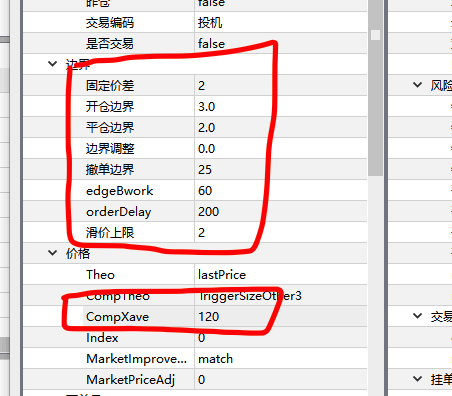 昨仓 false
交易编码 投机
是否交易 false
边界
固定价差 2
开仓边界 3.0
平仓边界 2.0
边界调整 0.0
撤单边界 25
edgeBwork 60
orderDelay 200
滑价上限 2
风险
价格
Theo lastPrice
CompTheo TriggerSizeOther3
CompXave 120
交易
Index 0
MarketImprove... match
MarketPriceAdj 0
挂单